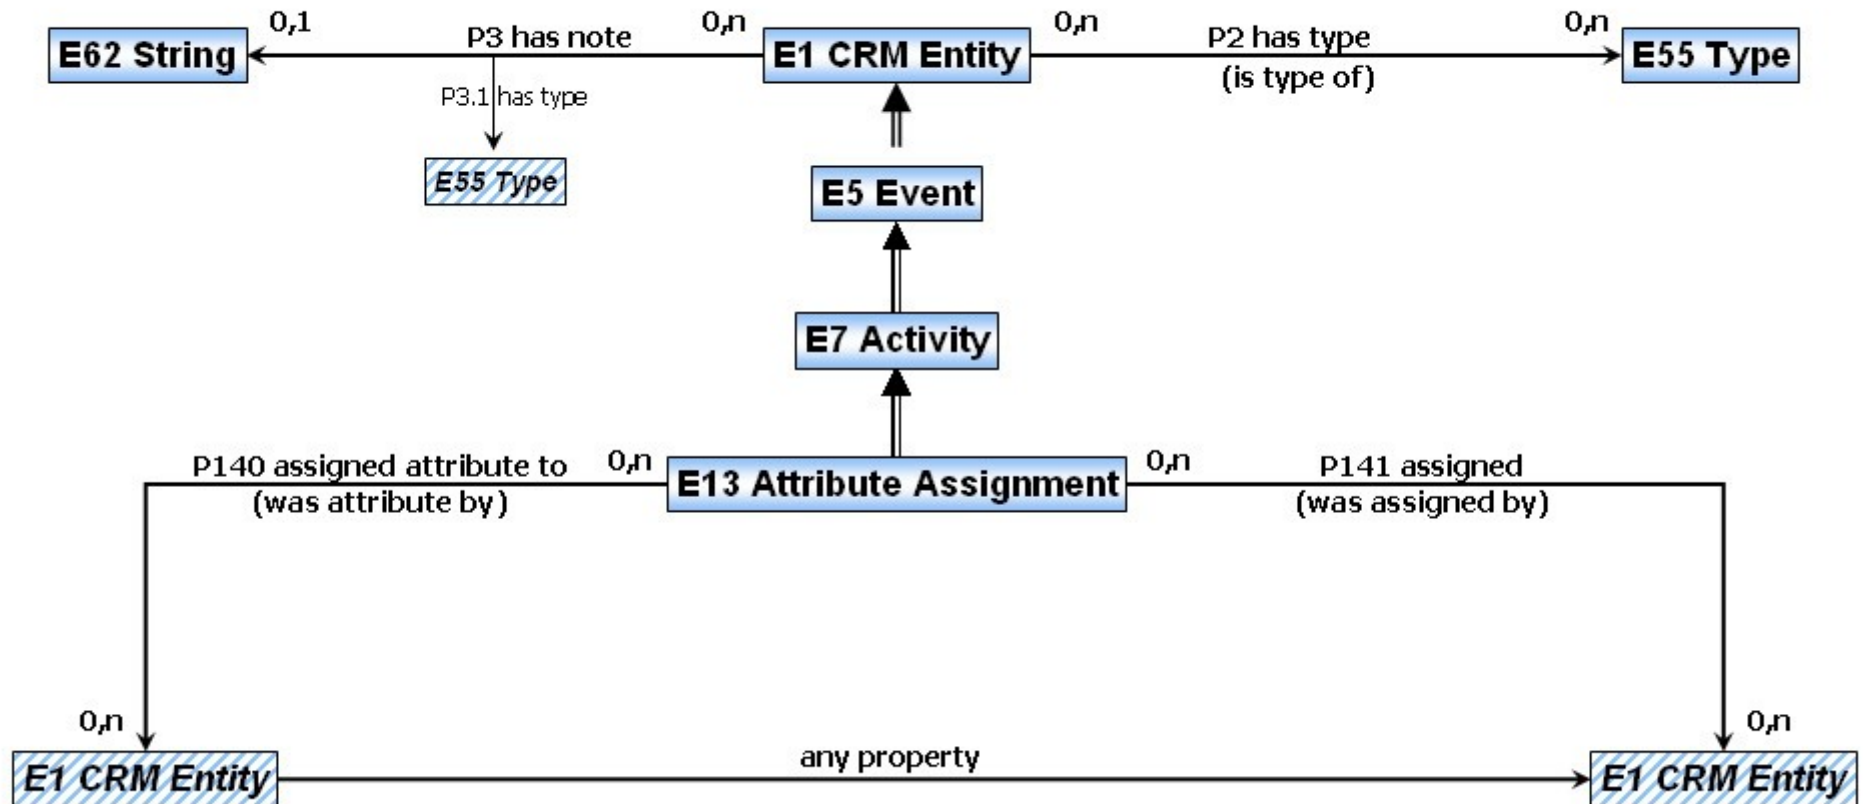 0,1
P3 has note
0,n
0,n
P2 has type
0,n
E62 String
E1 CRM Entity
(is type of)
E55 Type
P3.1 has type
E55 Type
E5 Event
E7 Activity
P140 assigned attribute to
0,n
0,n
P141 assigned
(was attribute by)
E13 Attribute Assignment
(was assigned by)
0,n
0,n
any property
E1 CRM Entity
E1 CRM Entity